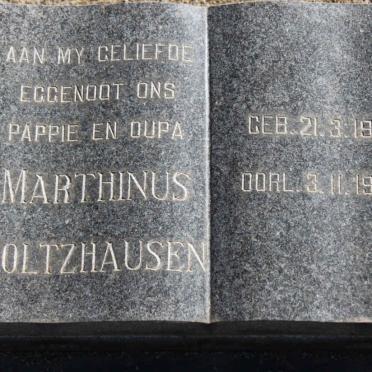 AAN MY GELIEFDE
EGGENOOT ONS
PAPPIE EN OUPA
MARTHINUS
OLTZHAUSEN
GEB. 21.3.19
OORL. 3.11.19